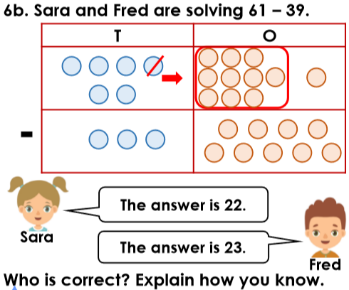 6b. Sara and Fred are solving 61 – 39.
T O
-
The answer is 22.
Sara
The answer is 23.
Fred
Who is correct? Explain how you know.